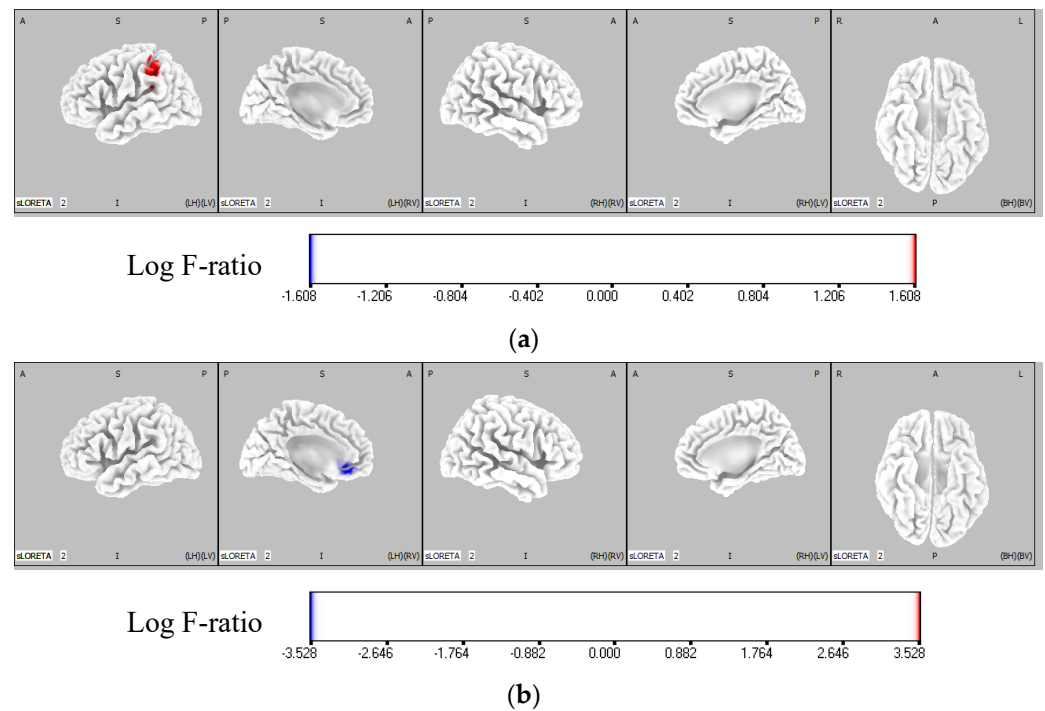 A S P P S A P S A A S P R A L
sLORETA 2 I (LH)(LV) sLORETA 2 I (LH)(RV) sLORETA 2 I (RH)(RV) sLORETA 2 I (RH)(LV) sLORETA 2 P (BH)(BV)
Log F-ratio
-1.608 -1.206 -0.804 -0.402 0.000 0.402 0.804 1.206 1.608
(a)
A S P P S A P S A A S P R A L
sLORETA 2 I (LH)(LV) sLORETA 2 I (LH)(RV) sLORETA 2 I (RH)(RV) sLORETA 2 I (RH)(LV) sLORETA 2 P (BH)(BV)
Log F-ratio
-3.528 -2.646 -1.764 -0.882 0.000 0.882 1.764 2.646 3.528
(b)